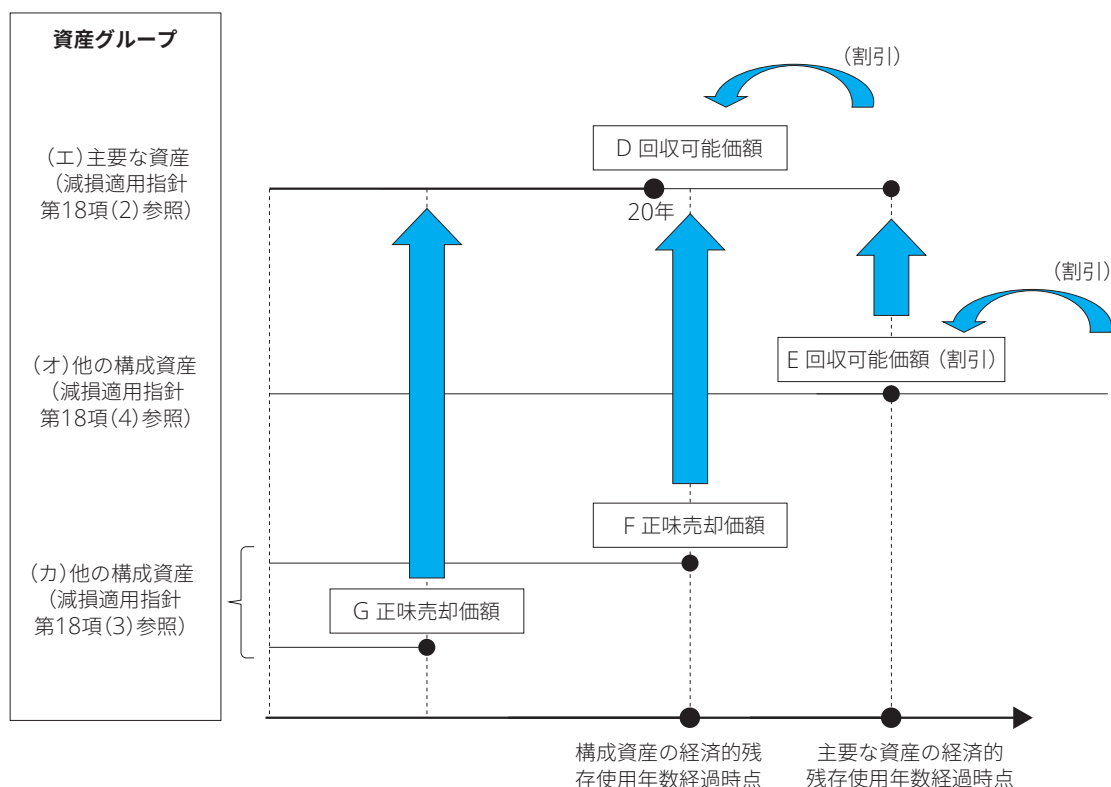 資産グループ
(エ)主要な資産
(減損適用指針
第18項(2)参照)
(オ)他の構成資産
(減損適用指針
第18項(4)参照)
(カ)他の構成資産
(減損適用指針
第18項(3)参照)
(割引)
D 回収可能価額
20年
(割引)
E 回収可能価額(割引)
F 正味売却価額
G 正味売却価額
構成資産の経済的残
存使用年数経過時点
主要な資産の経済的
残存使用年数経過時点